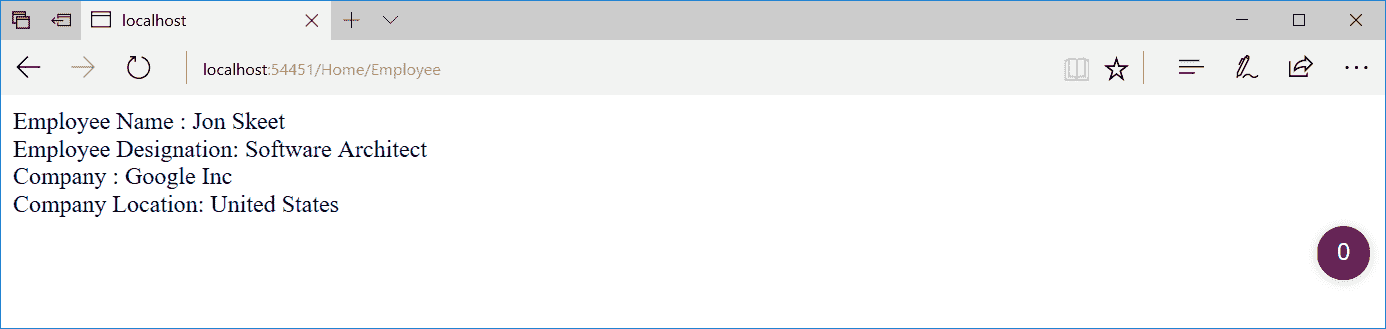 localhost
localhost:54451/Home/Employee
Employee Name : Jon Skeet
Employee Designation: Software Architect
Company : Google Inc
Company Location: United States
0